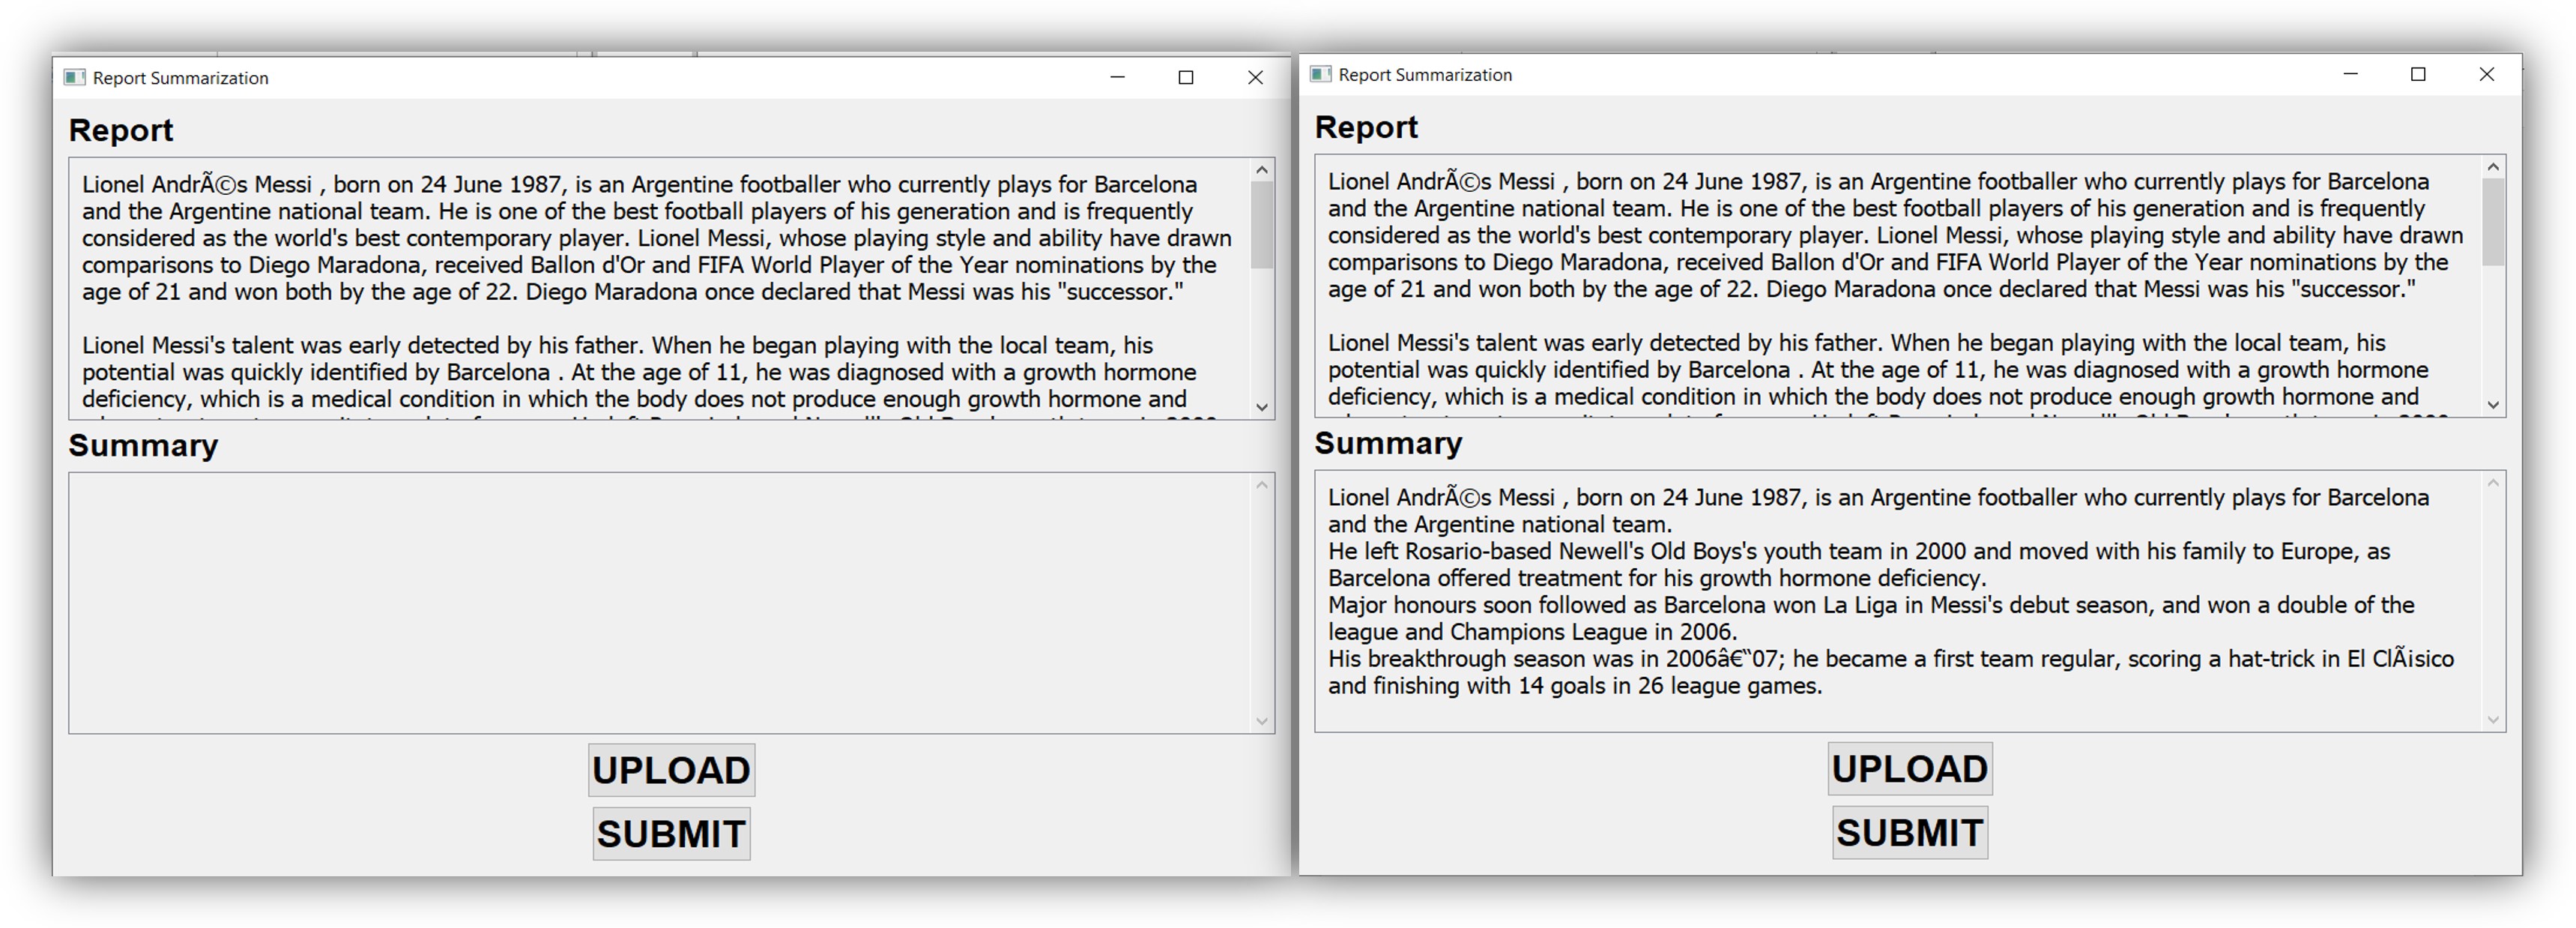 Report Summarization
Report
Lionel AndrÃ©s Messi , born on 24 June 1987, is an Argentine footballer who currently plays for Barcelona
and the Argentine national team. He is one of the best football players of his generation and is frequently
considered as the world's best contemporary player. Lionel Messi, whose playing style and ability have drawn
comparisons to Diego Maradona, received Ballon d'Or and FIFA World Player of the Year nominations by the
age of 21 and won both by the age of 22. Diego Maradona once declared that Messi was his "successor."
Lionel Messi's talent was early detected by his father. When he began playing with the local team, his
potential was quickly identified by Barcelona . At the age of 11, he was diagnosed with a growth hormone
deficiency, which is a medical condition in which the body does not produce enough growth hormone and
Summary
UPLOAD
SUBMIT
Report Summarization
Report
Lionel AndrÃ©s Messi , born on 24 June 1987, is an Argentine footballer who currently plays for Barcelona
and the Argentine national team. He is one of the best football players of his generation and is frequently
considered as the world's best contemporary player. Lionel Messi, whose playing style and ability have drawn
comparisons to Diego Maradona, received Ballon d'Or and FIFA World Player of the Year nominations by the
age of 21 and won both by the age of 22. Diego Maradona once declared that Messi was his "successor."
Lionel Messi's talent was early detected by his father. When he began playing with the local team, his
potential was quickly identified by Barcelona . At the age of 11, he was diagnosed with a growth hormone
deficiency, which is a medical condition in which the body does not produce enough growth hormone and
Summary
Lionel AndrÃ©s Messi , born on 24 June 1987, is an Argentine footballer who currently plays for Barcelona
and the Argentine national team.
He left Rosario-based Newell's Old Boys's youth team in 2000 and moved with his family to Europe, as
Barcelona offered treatment for his growth hormone deficiency.
Major honours soon followed as Barcelona won La Liga in Messi's debut season, and won a double of the
league and Champions League in 2006.
His breakthrough season was in 2006â€“07; he became a first team regular, scoring a hat-trick in El ClÃ¡sico
and finishing with 14 goals in 26 league games.
UPLOAD
SUBMIT